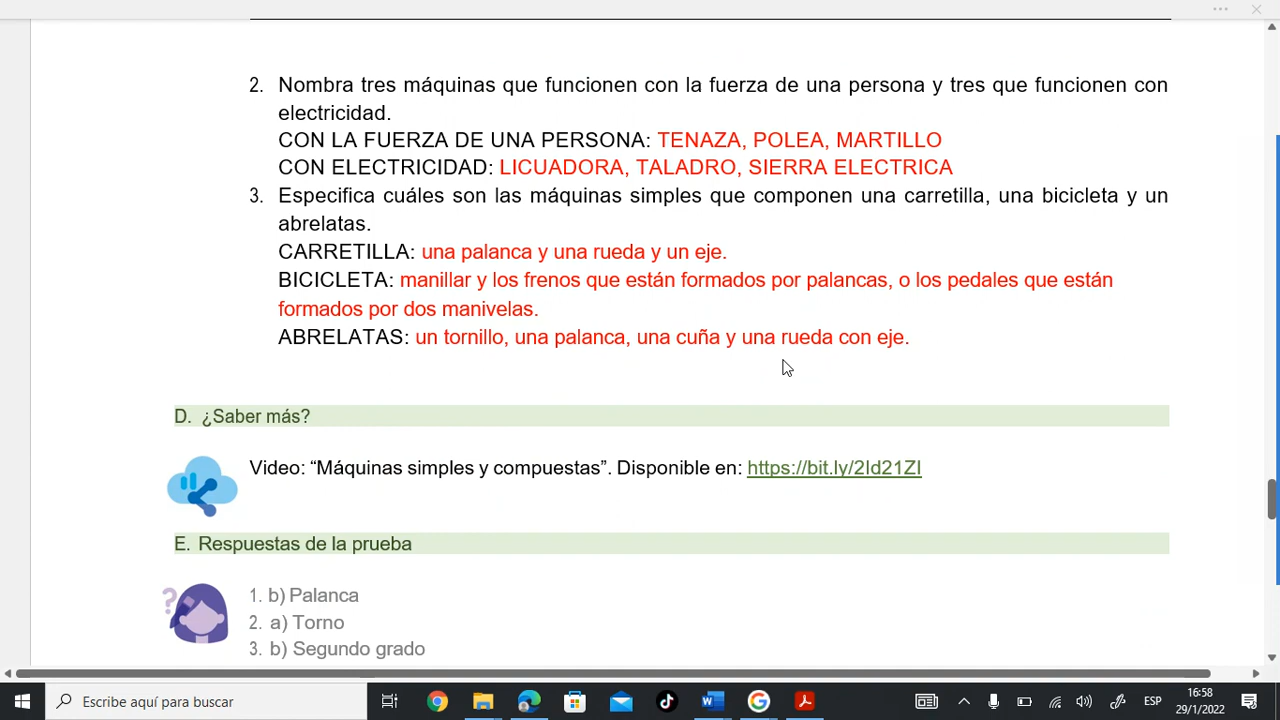 2. Nombra tres máquinas que funcionen con la fuerza de una persona y tres que funcionen con
electricidad.
CON LA FUERZA DE UNA PERSONA: TENAZA, POLEA, MARTILLO
CON ELECTRICIDAD: LICUADORA, TALADRO, SIERRA ELECTRICA
3. Especifica cuáles son las máquinas simples que componen una carretilla, una bicicleta y un
abrelatas.
CARRETILLA: una palanca y una rueda y un eje.
BICICLETA: manillar y los frenos que están formados por palancas, o los pedales que están
formados por dos manivelas.
ABRELATAS: un tornillo, una palanca, una cuña y una rueda con eje.
D. ¿Saber más?
Video: “Máquinas simples y compuestas”. Disponible en: https://bit.ly/2Id21ZI
E. Respuestas de la prueba
?
1. b) Palanca
2. a) Torno
3. b) Segundo grado
Escribe aquí para buscar
ESP
16:58
29/1/2022